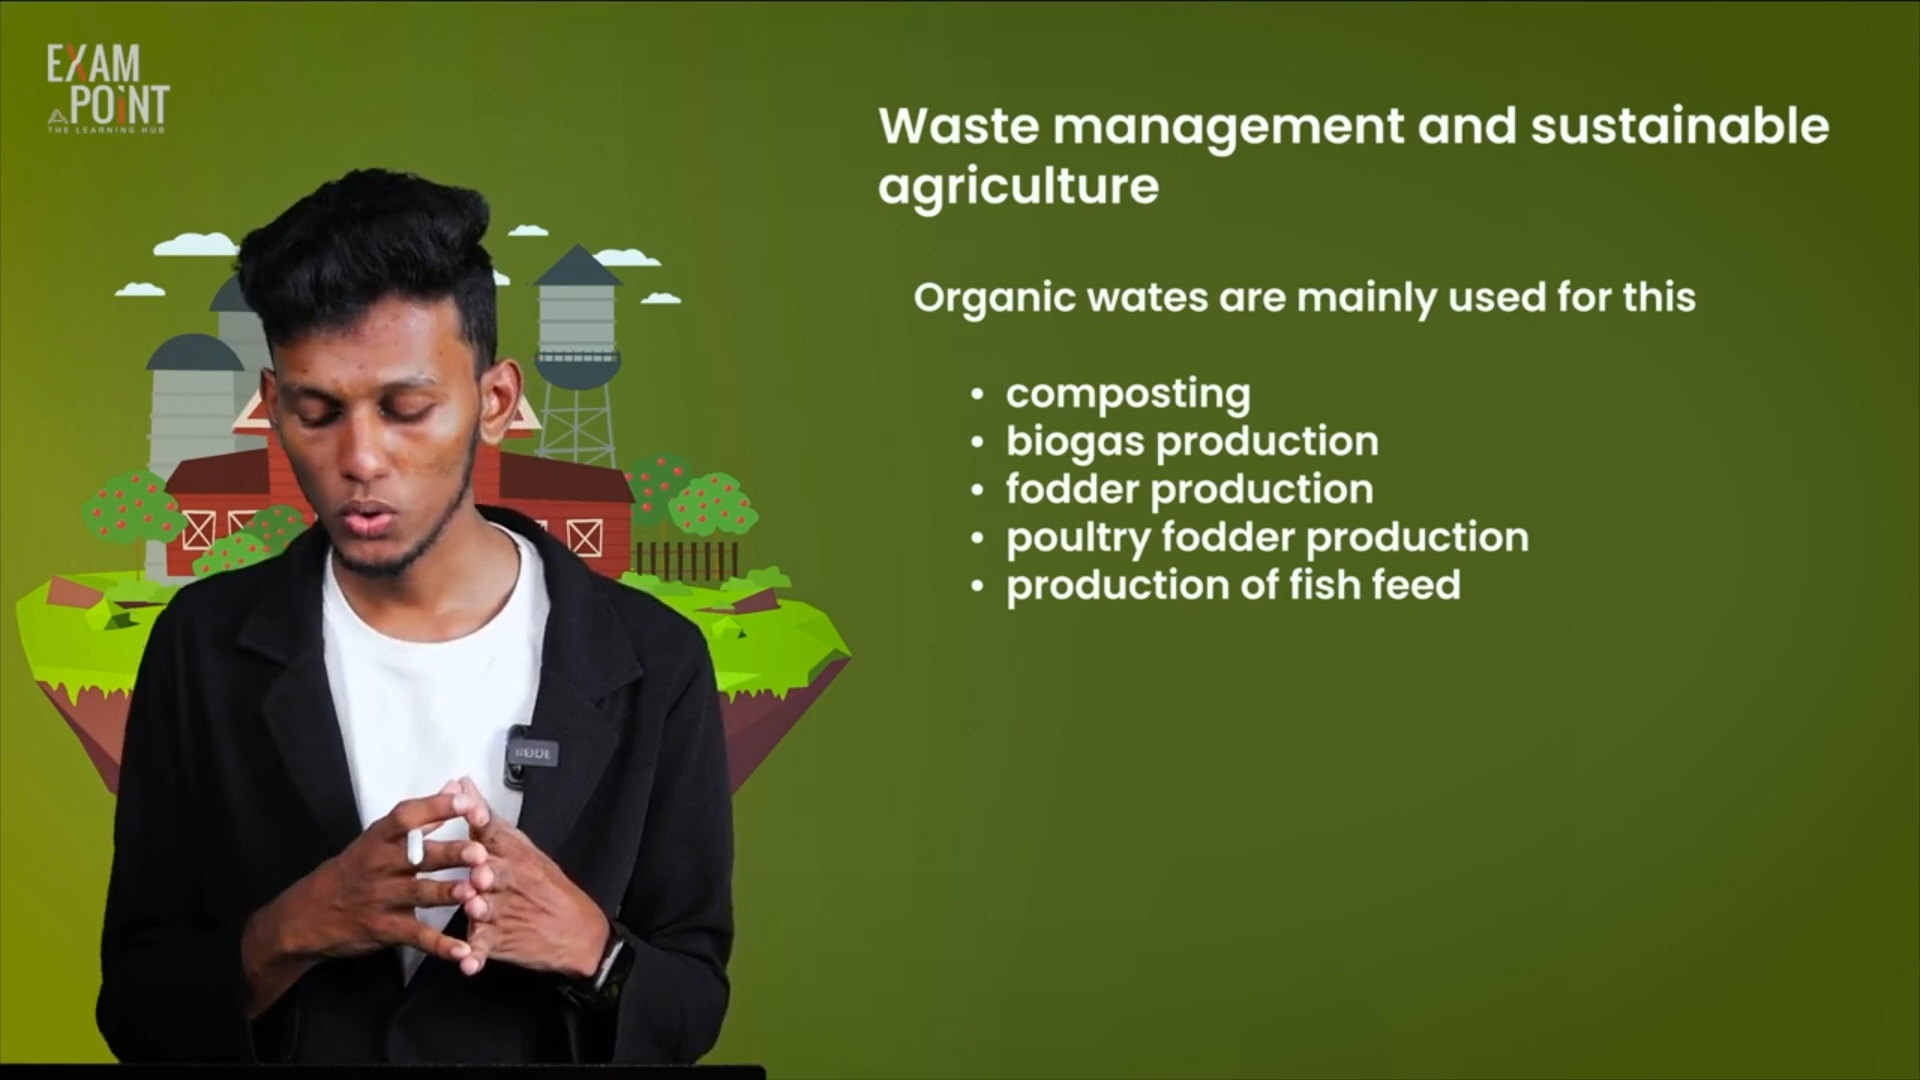 EXAM
POINT
THE LEARNING HUB
Waste management and sustainable
agriculture
Organic wates are mainly used for this
• composting
• biogas production
• fodder production
• poultry fodder production
• production of fish feed
RØDE